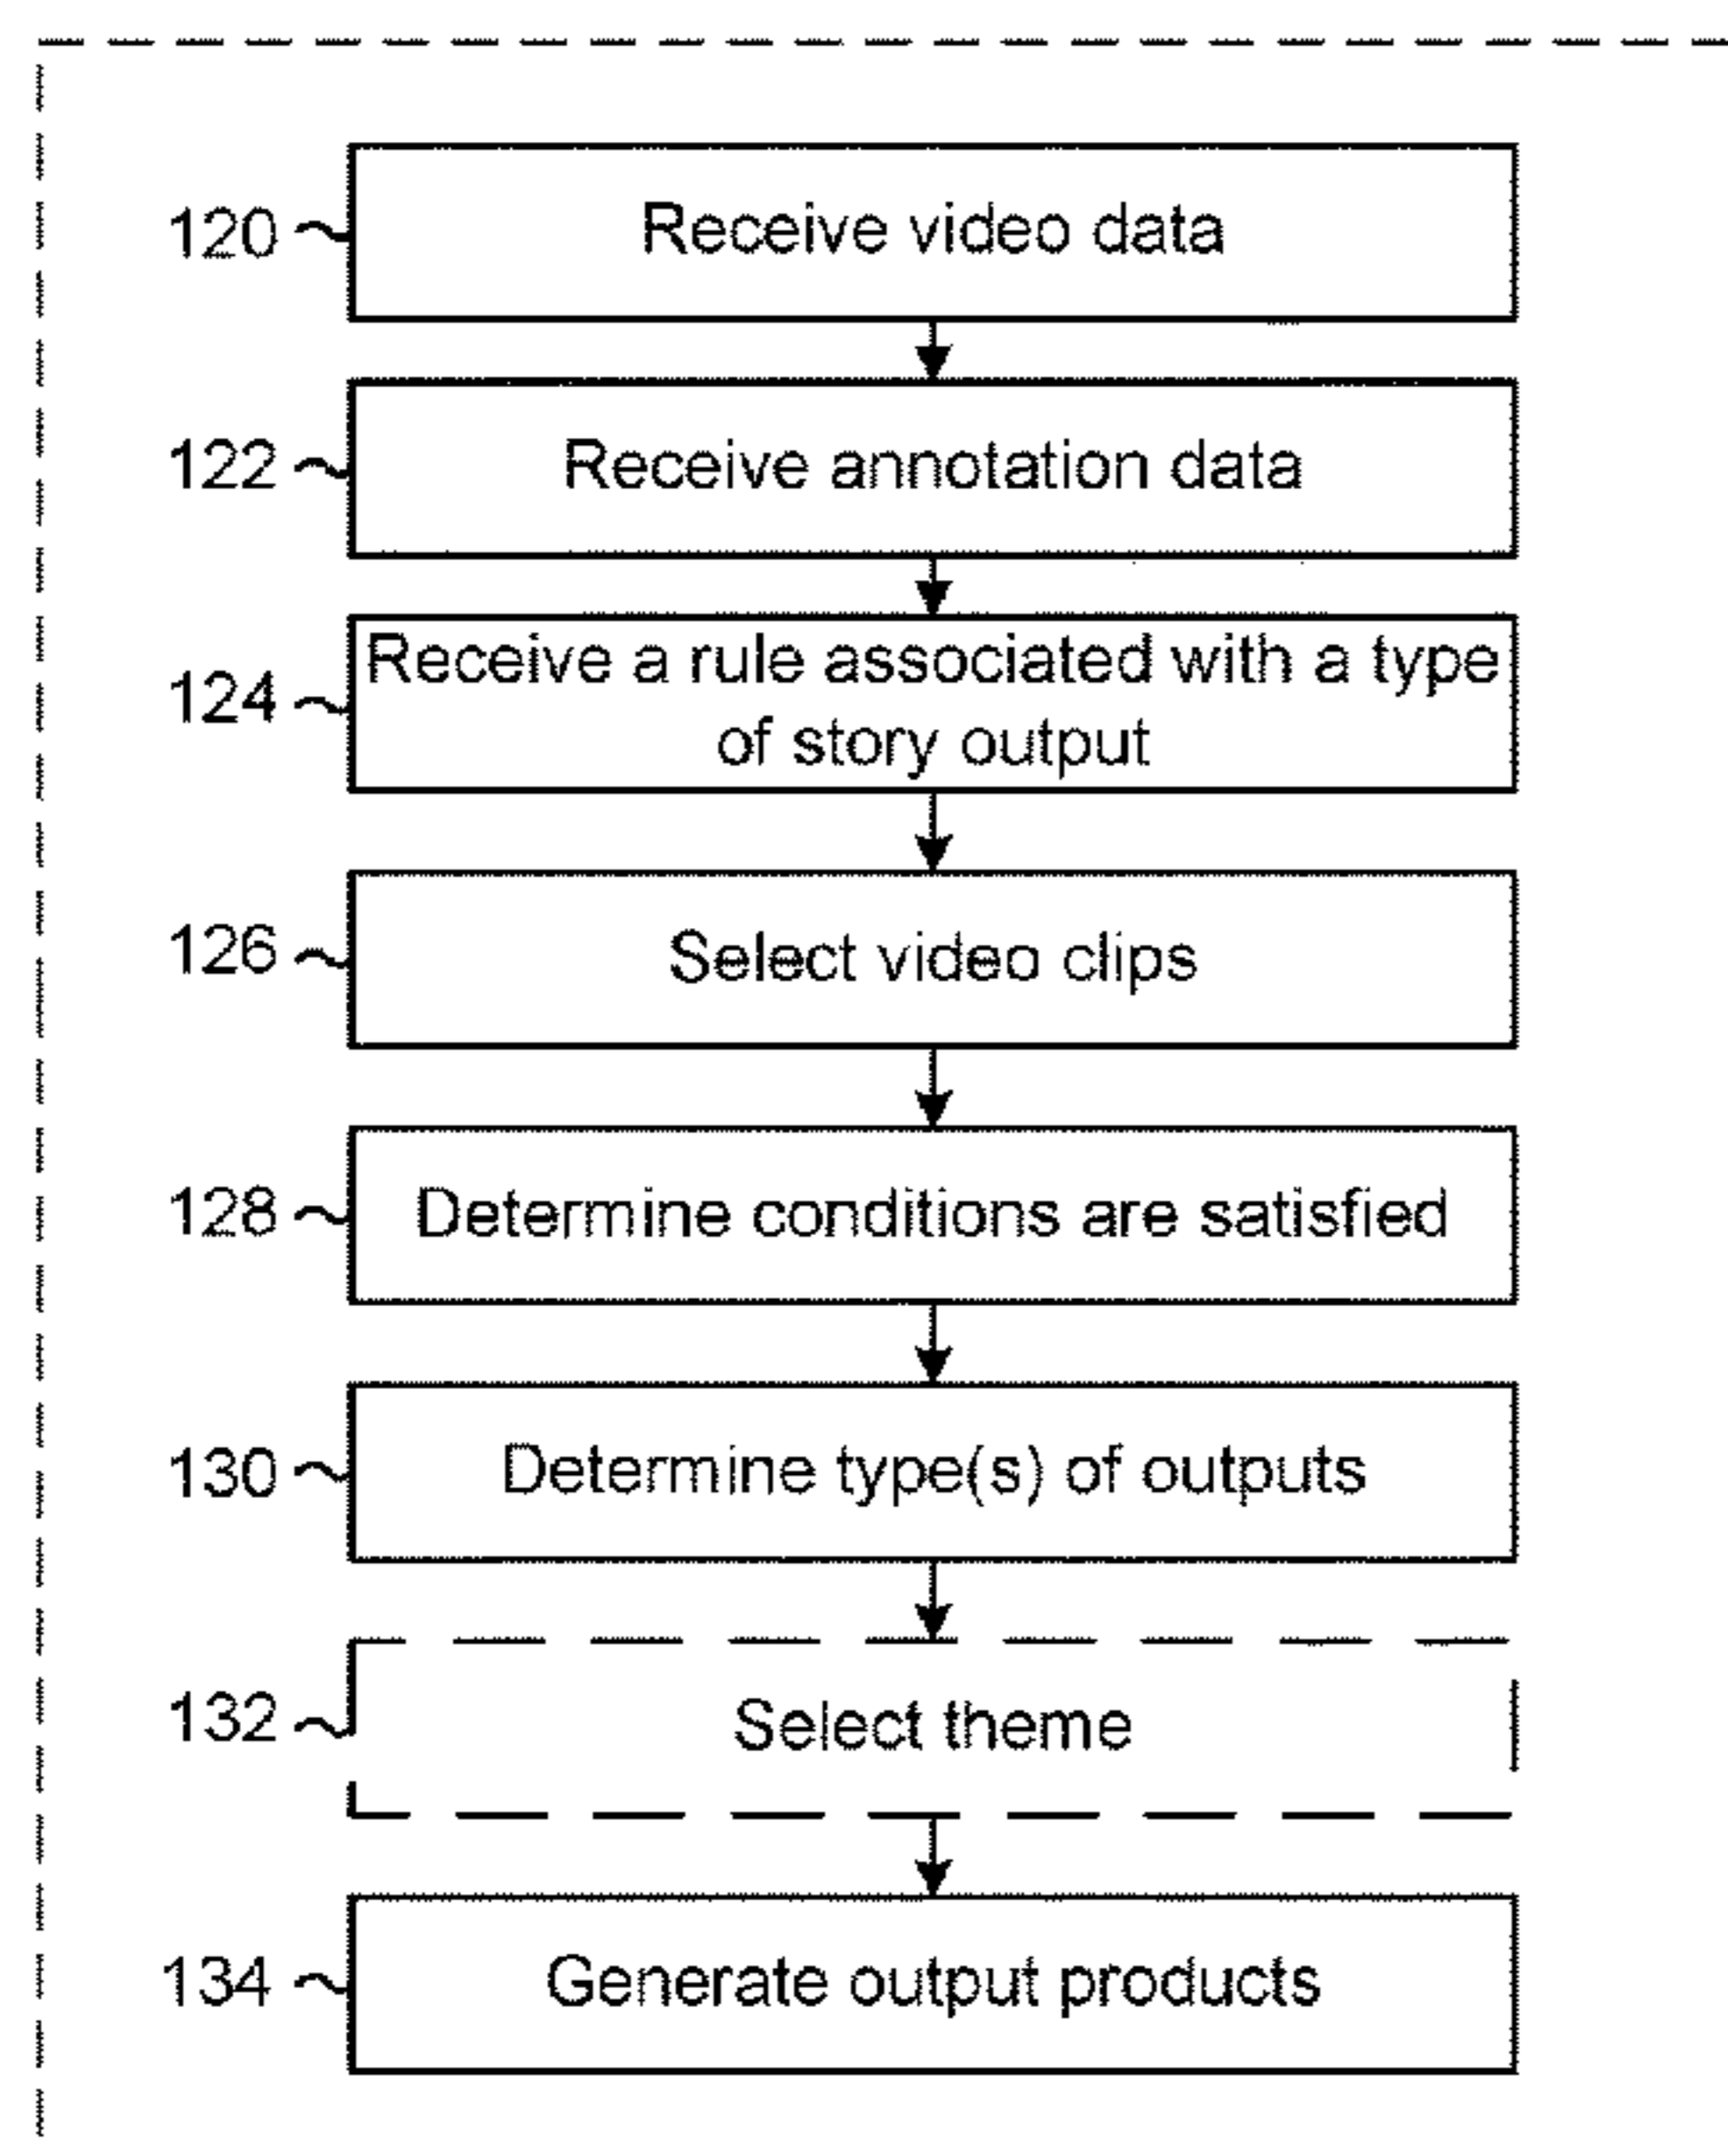 120
Receive video data
122
Receive annotation data
124
Receive a rule associated with a type
of story output
126
Select video clips
128
Determine conditions are satisfied
130
Determine type(s) of outputs
132
Select theme
134
Generate output products